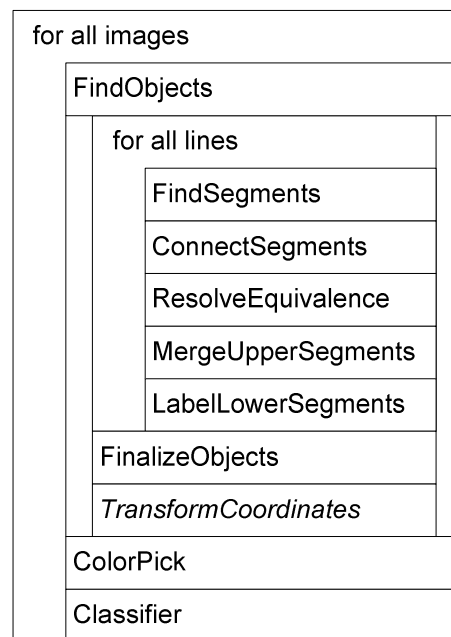 for all images
FindObjects
for all lines
FindSegments
ConnectSegments
ResolveEquivalence
MergeUpperSegments
LabelLowerSegments
FinalizeObjects
TransformCoordinates
ColorPick
Classifier